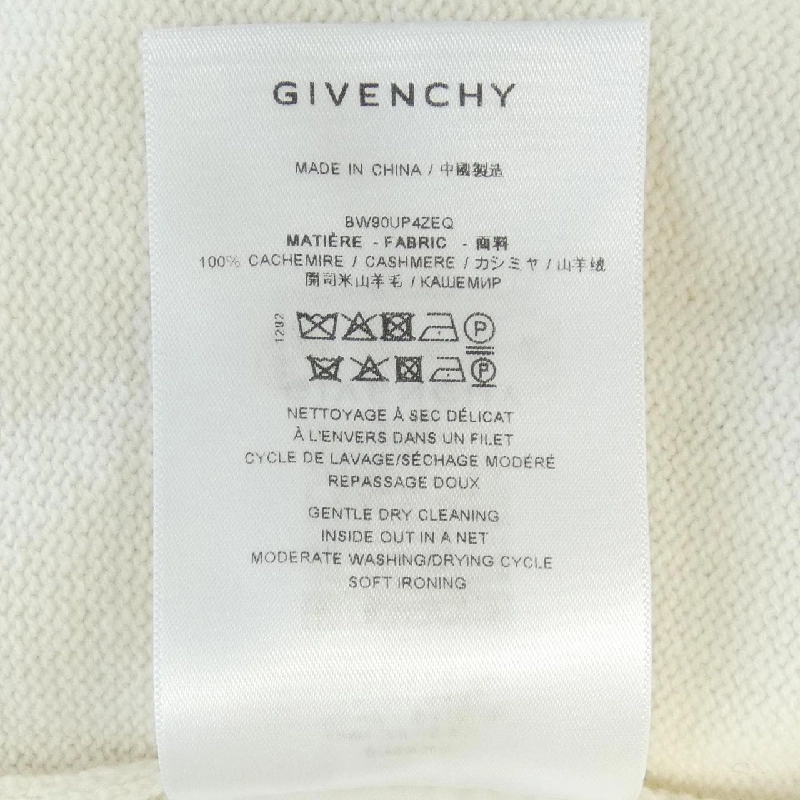 GIVENCHY
MADE IN CHINA / 中國製造
BW90UP4ZEQ
MATIÈRE - FABRIC - 面料
100% CACHEMIRE / CASHMERE / カシミヤ / 山羊绒
開司米山羊毛 / КАШЕМИР
1292
P
P
NETTOYAGE À SEC DÉLICAT
À L'ENVERS DANS UN FILET
CYCLE DE LAVAGE/SÉCHAGE MODÉRÉ
REPASSAGE DOUX
GENTLE DRY CLEANING
INSIDE OUT IN A NET
MODERATE WASHING/DRYING CYCLE
SOFT IRONING